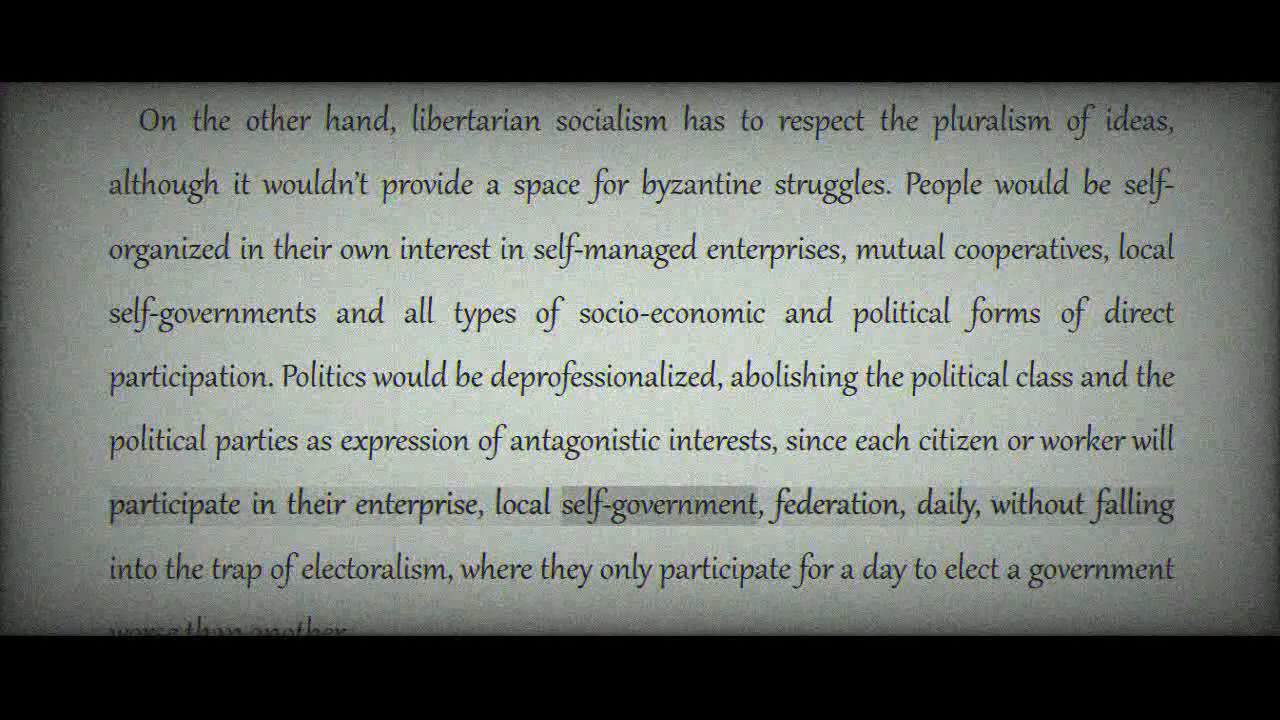 On the other hand, libertarian socialism has to respect the pluralism of ideas,
although it wouldn’t provide a space for byzantine struggles. People would be self-
organized in their own interest in self-managed enterprises, mutual cooperatives, local
self-governments and all types of socio-economic and political forms of direct
participation. Politics would be deprofessionalized, abolishing the political class and the
political parties as expression of antagonistic interests, since each citizen or worker will
participate in their enterprise, local self-government, federation, daily, without falling
into the trap of electoralism, where they only participate for a day to elect a government
worse than another